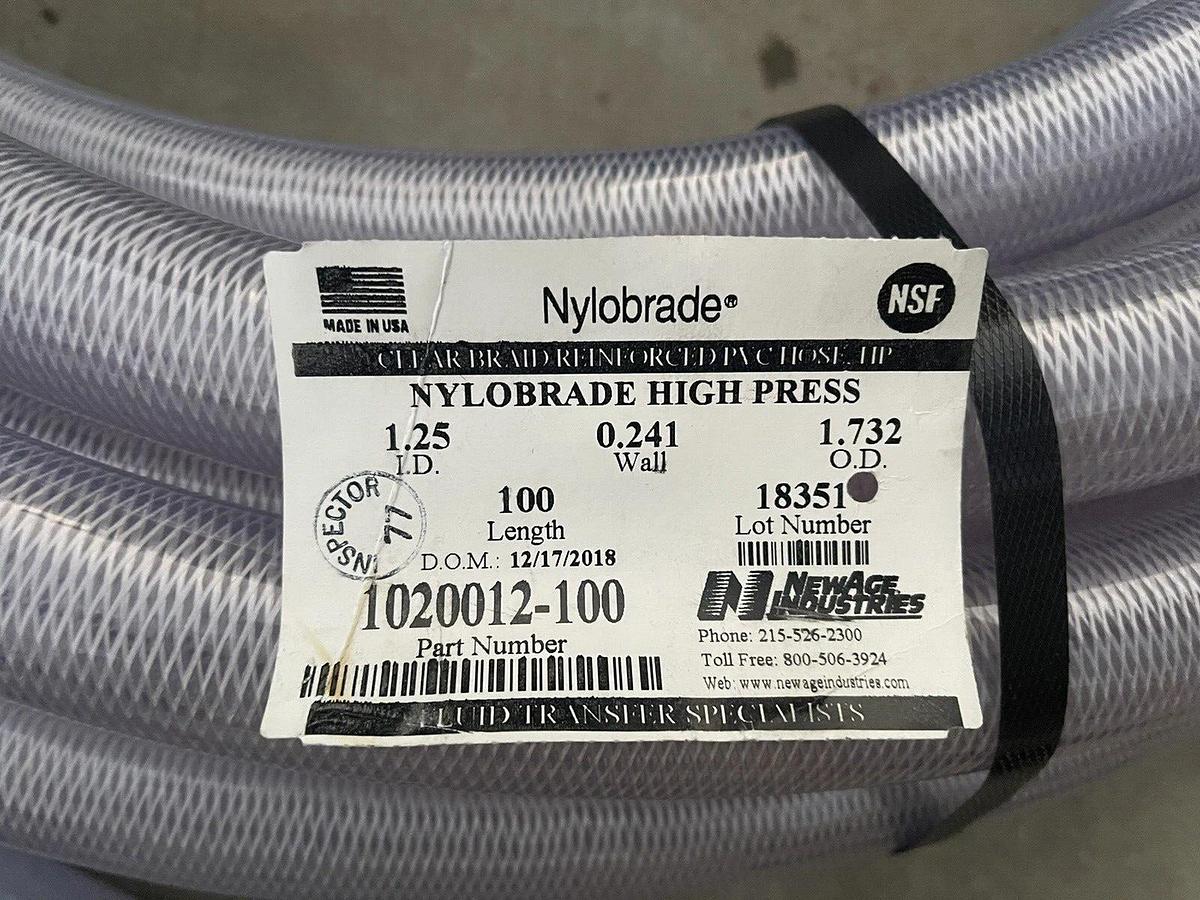 MADE IN USA
Nylobrade®
NSF
CLEAR BRAID REINFORCED PVC HOSE, HP
NYLOBRADE HIGH PRESS
1.25 0.241 1.732
I.D. Wall O.D.
100 18351
Length Lot Number
INSPECTOR 77
D.O.M.: 12/17/2018
1020012-100
Part Number
NEWAGE INDUSTRIES
Phone: 215-526-2300
Toll Free: 800-506-3924
Web: www.newageindustries.com
FLUID TRANSFER SPECIALISTS